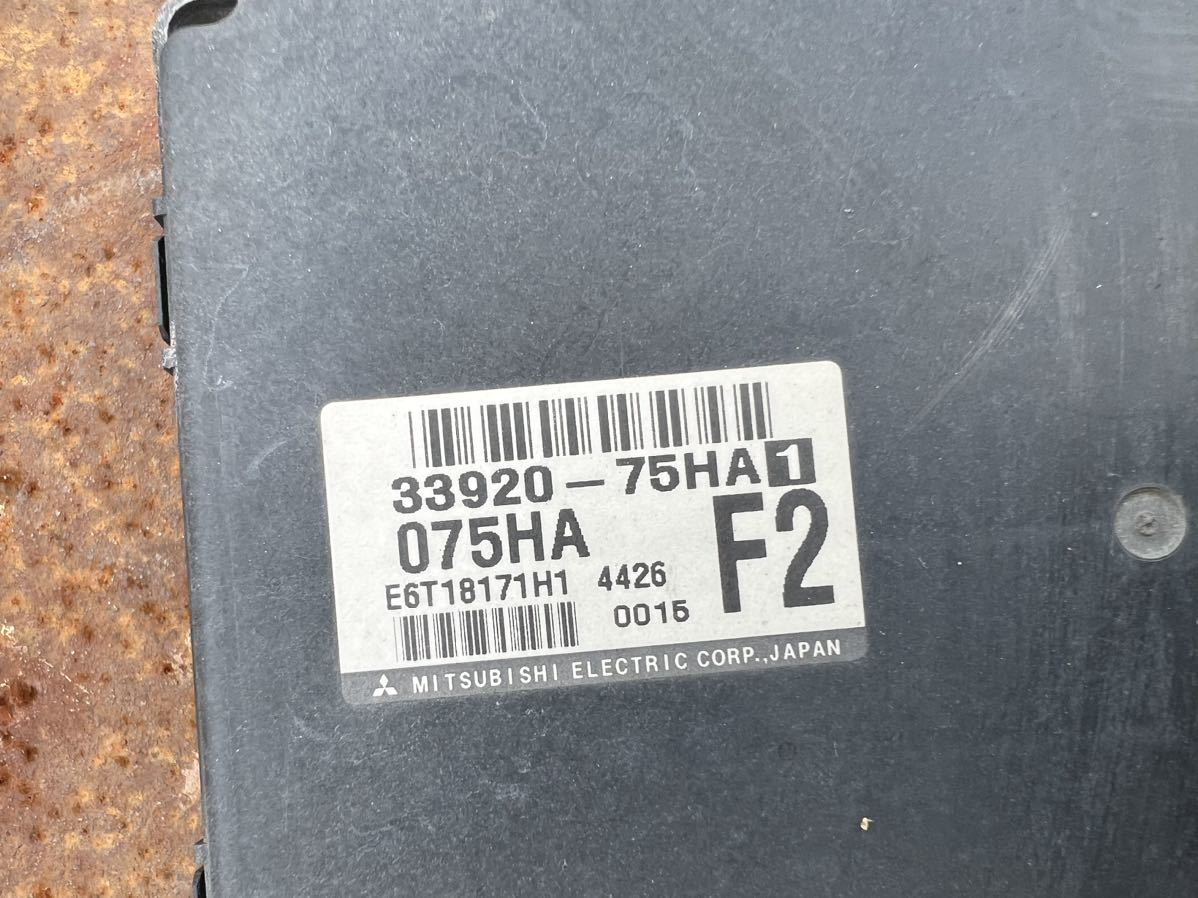 33920-75HA1
075HA
F2
E6T18171H1 4426
0015
MITSUBISHI ELECTRIC CORP.,JAPAN